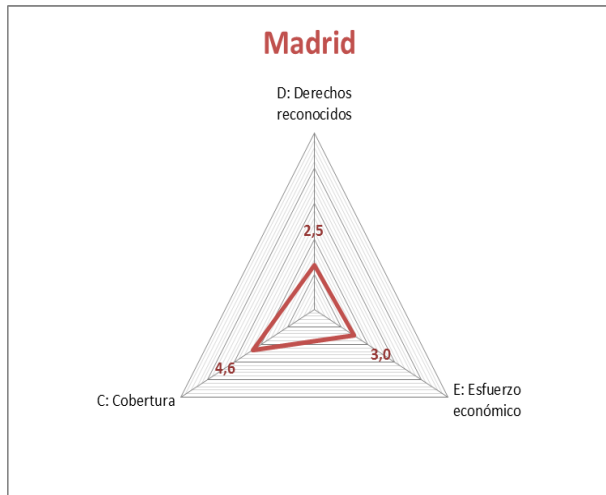 Madrid
D: Derechos
reconocidos
2,5
3,0
4,6
C: Cobertura
E: Esfuerzo
económico